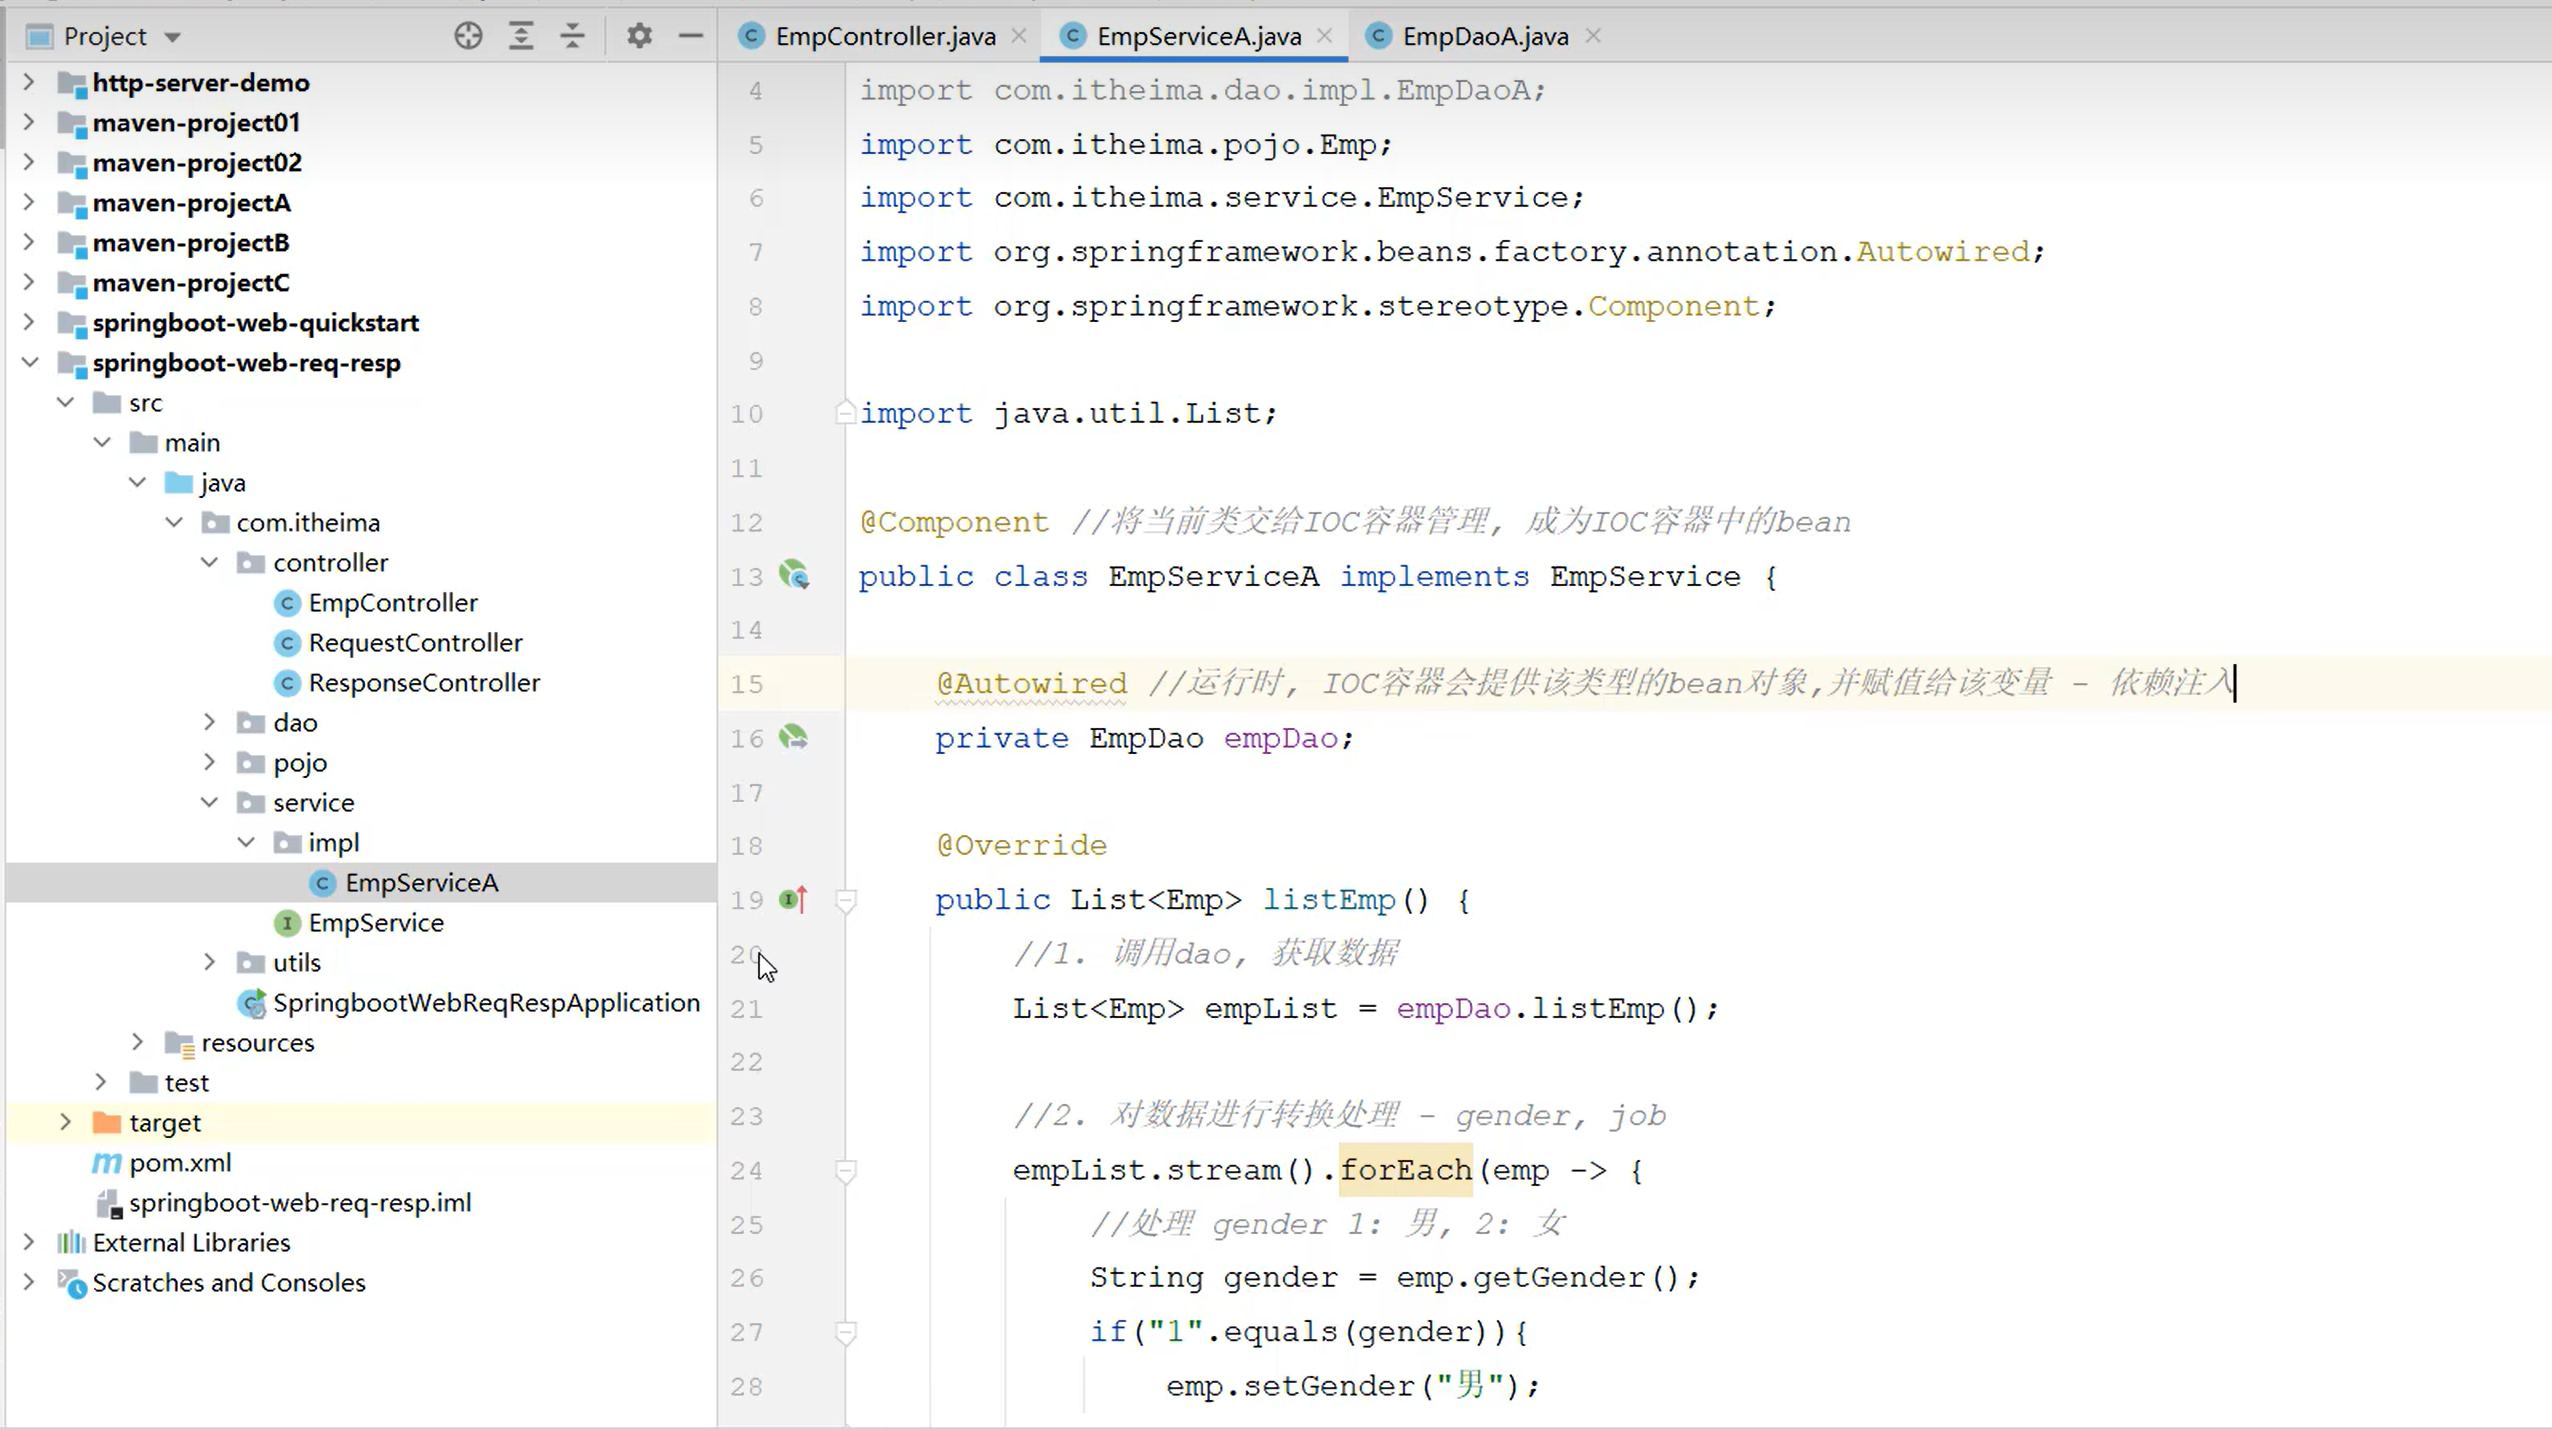 Project
http-server-demo
maven-project01
maven-project02
maven-projectA
maven-projectB
maven-projectC
springboot-web-quickstart
springboot-web-req-resp
src
main
java
com.itheima
controller
EmpController
RequestController
ResponseController
dao
pojo
service
impl
EmpServiceA
EmpService
utils
SpringbootWebReqRespApplication
resources
test
target
pom.xml
springboot-web-req-resp.iml
External Libraries
Scratches and Consoles
EmpController.java EmpServiceA.java EmpDaoA.java
4 import com.itheima.dao.impl.EmpDaoA;
5 import com.itheima.pojo.Emp;
6 import com.itheima.service.EmpService;
7 import org.springframework.beans.factory.annotation.Autowired;
8 import org.springframework.stereotype.Component;
9
10 import java.util.List;
11
12 @Component //将当前类交给IOC容器管理, 成为IOC容器中的bean
13 public class EmpServiceA implements EmpService {
14
15 @Autowired //运行时, IOC容器会提供该类型的bean对象,并赋值给该变量 - 依赖注入
16 private EmpDao empDao;
17
18 @Override
19 public List<Emp> listEmp() {
20 //1. 调用dao, 获取数据
21 List<Emp> empList = empDao.listEmp();
22
23 //2. 对数据进行转换处理 - gender, job
24 empList.stream().forEach(emp -> {
25 //处理 gender 1: 男, 2: 女
26 String gender = emp.getGender();
27 if("1".equals(gender)){
28 emp.setGender("男");